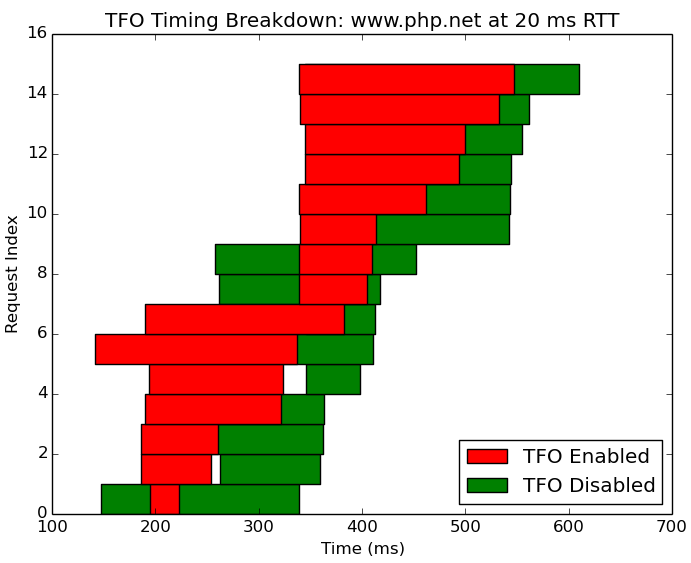 TFO Timing Breakdown: www.php.net at 20 ms RTT
16
14
12
10
8
6
4
2
0
Request Index
TFO Enabled
TFO Disabled
100 200 300 400 500 600 700
Time (ms)